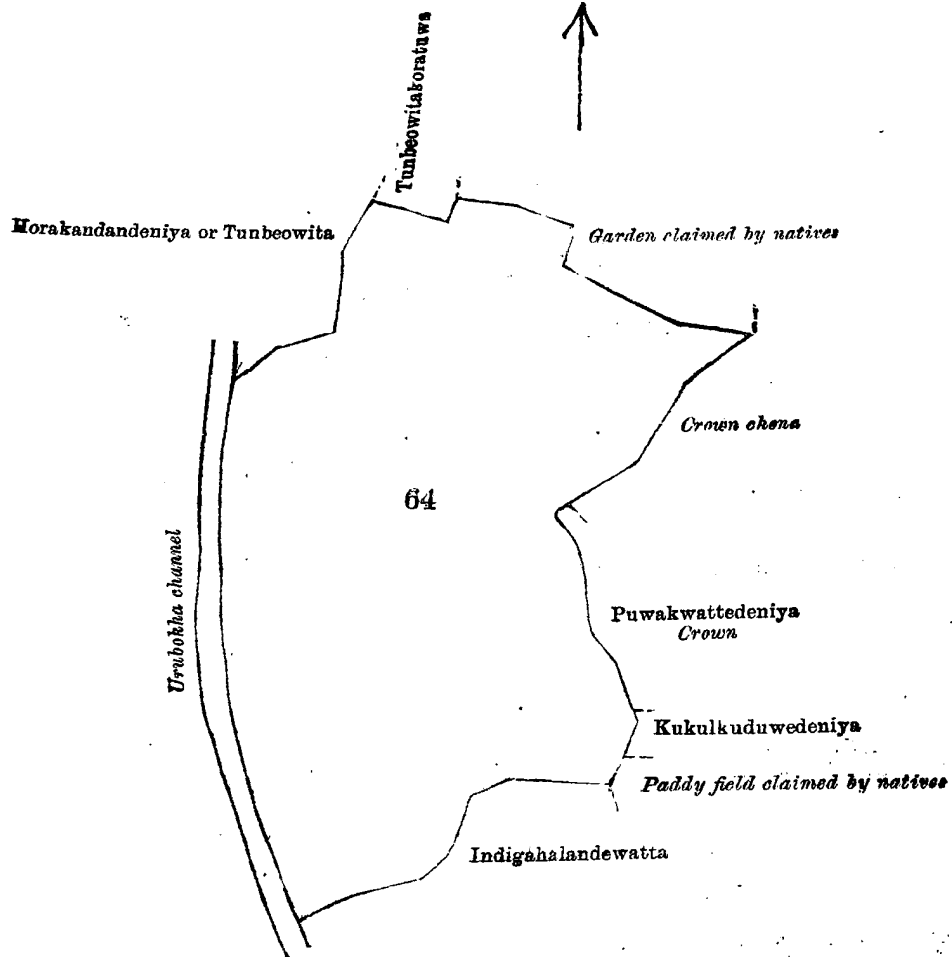 Tunbeowitakoratuwa
Horakandandeniya or Tunbeowita
Garden claimed by natives
Crown chena
64
Urubokha channel
Puwakwattedeniya
Crown
Kukulkuduwedeniya
Paddy field claimed by natives
Indigahalandewatta